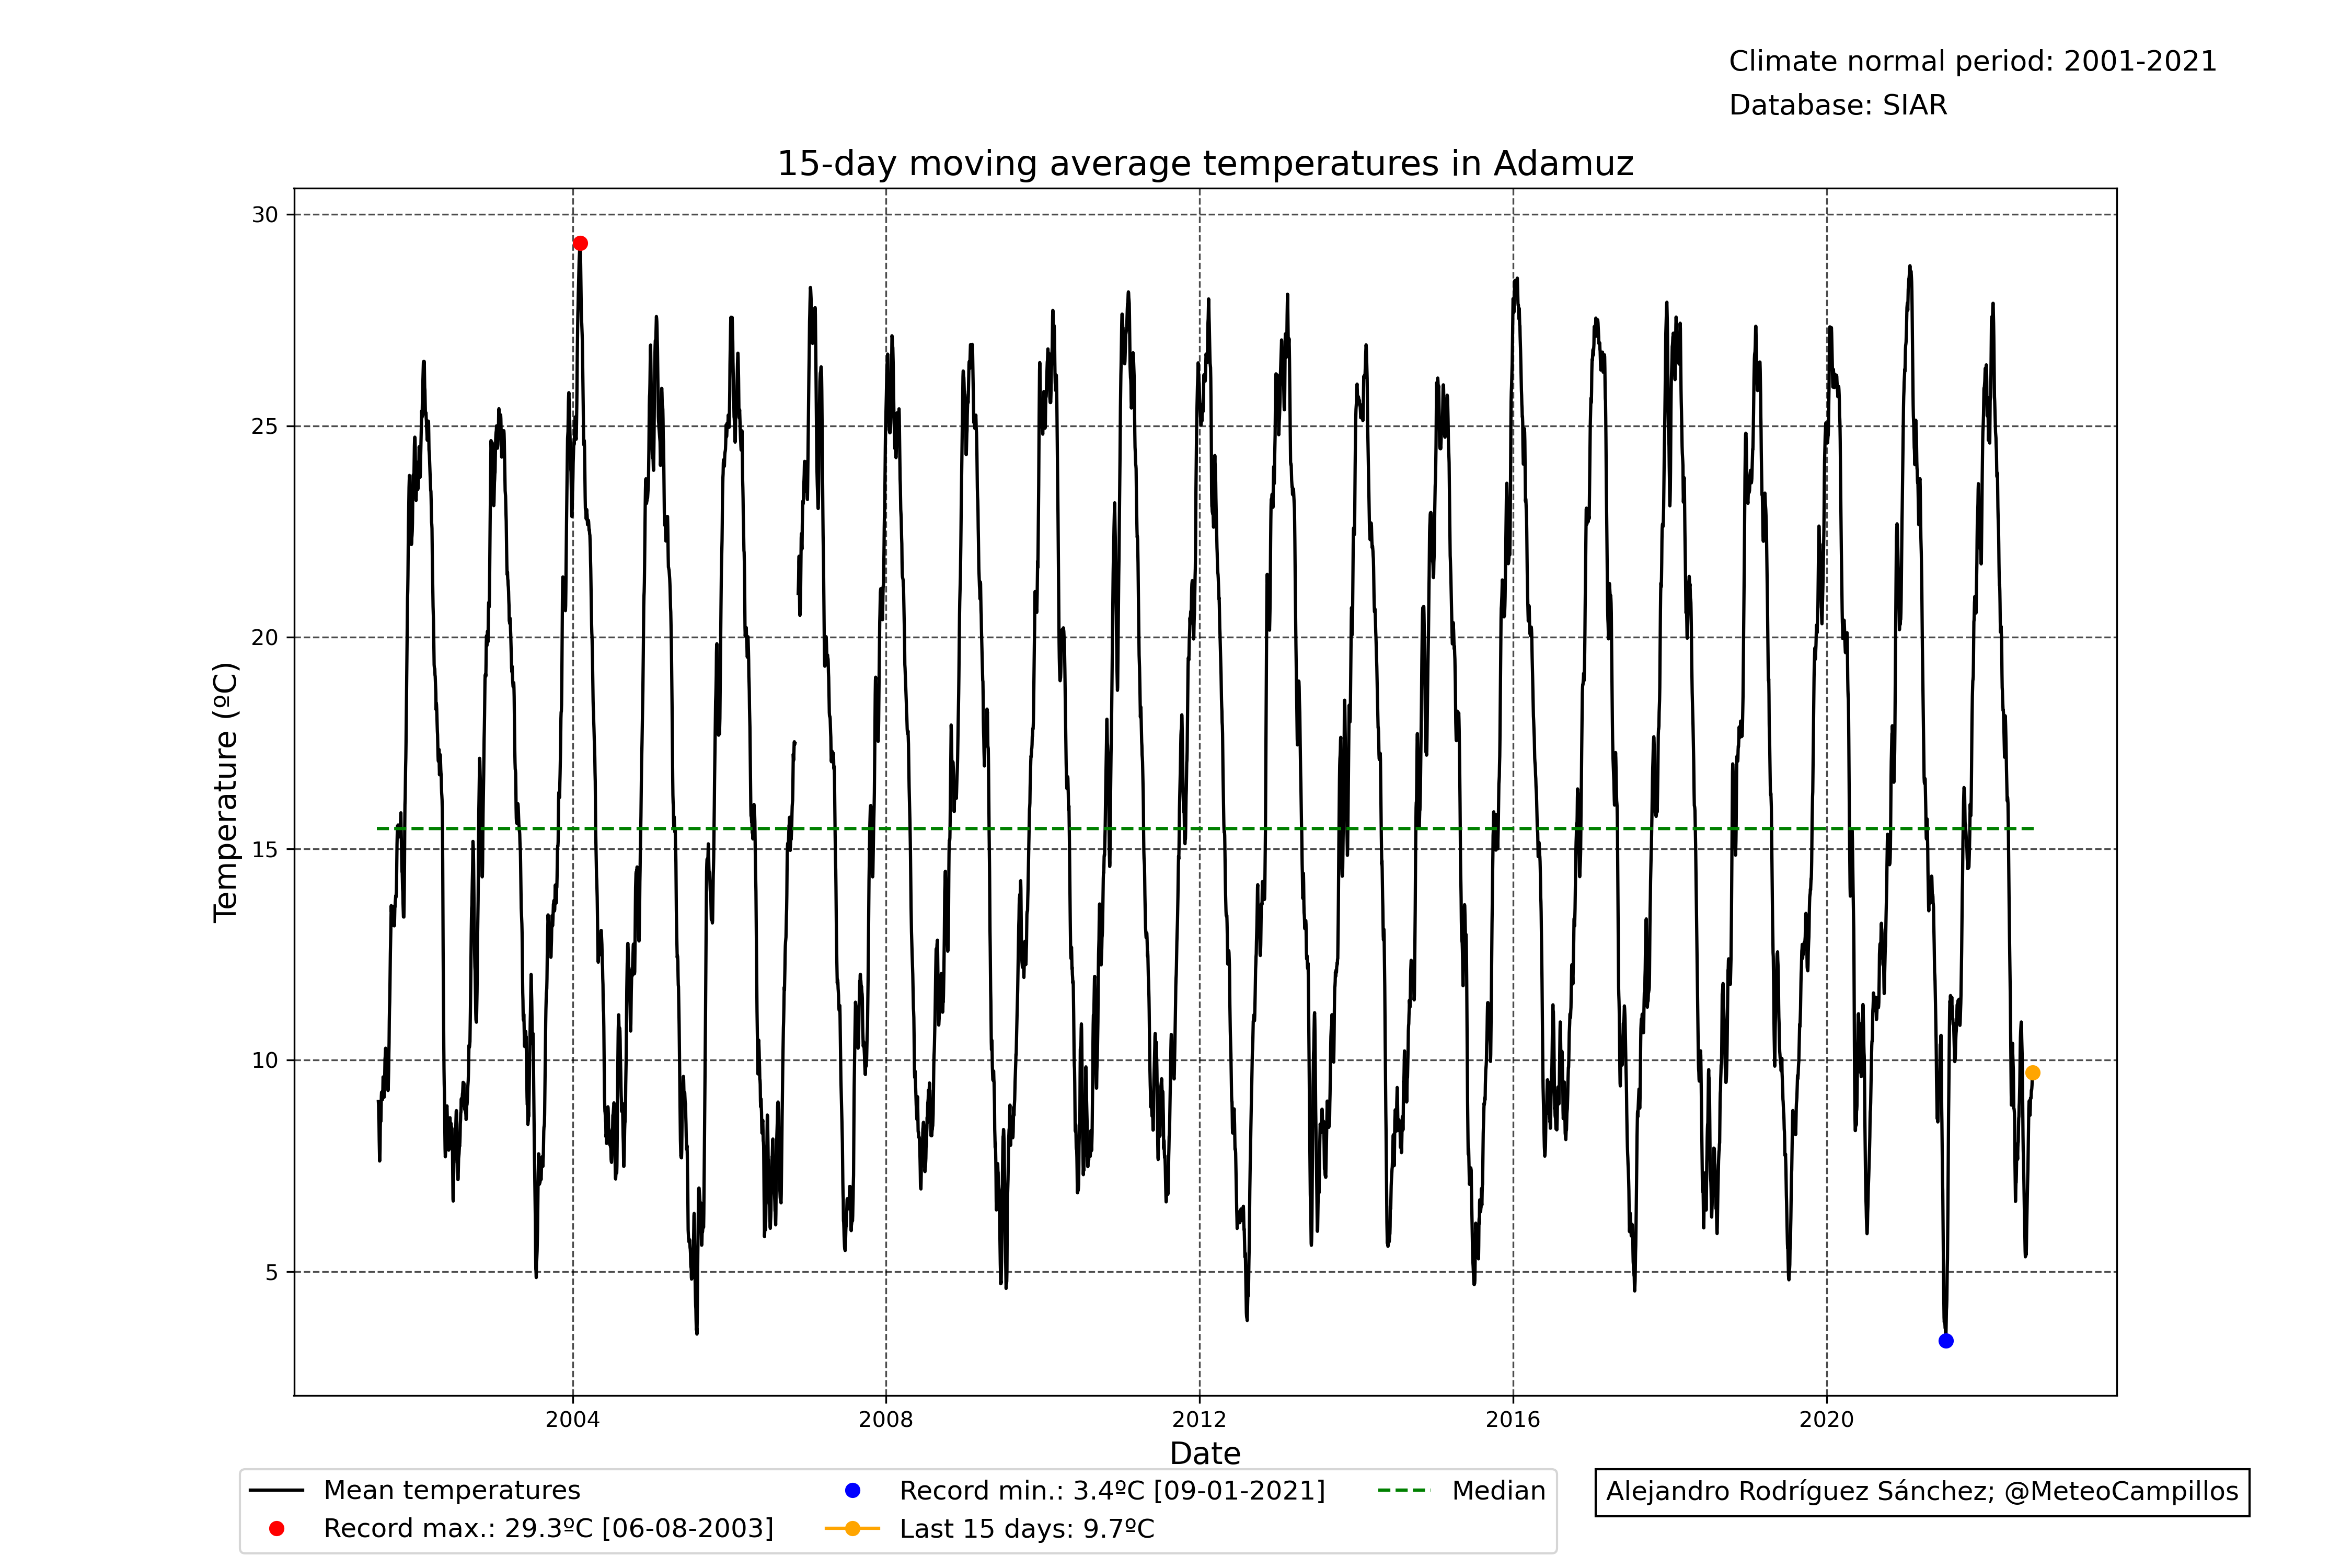 Climate normal period: 2001-2021
Database: SIAR
15-day moving average temperatures in Adamuz
Temperature (ºC)
30
25
20
15
10
5
2004
2008
2012
2016
2020
Date
Mean temperatures
Record max.: 29.3ºC [06-08-2003]
Record min.: 3.4ºC [09-01-2021]
Last 15 days: 9.7ºC
Median
Alejandro Rodríguez Sánchez; @MeteoCampillos